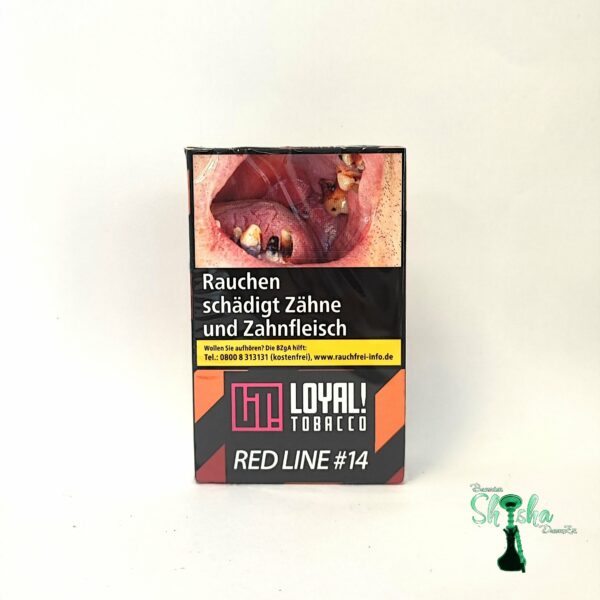 Rauchen
schädigt Zähne
und Zahnfleisch
Wollen Sie aufhören? Die BZgA hilft:
Tel.: 0800 8 313131 (kostenfrei), www.rauchfrei-info.de
LT!
LOYAL!
TOBACCO
RED LINE #14
Shisha